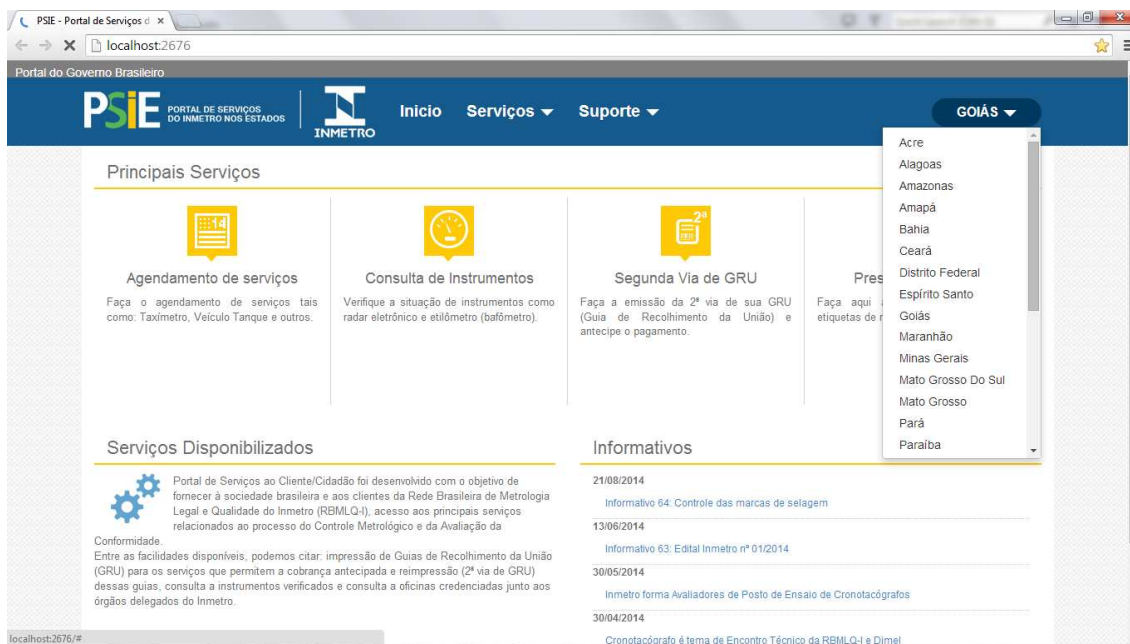 PSIE - Portal de Serviços d
localhost:2676
Portal do Governo Brasileiro
PSiE PORTAL DE SERVIÇOS
DO INMETRO NOS ESTADOS
INMETRO
Inicio Serviços Suporte
GOIÁS
Acre
Alagoas
Amazonas
Amapá
Bahia
Ceará
Distrito Federal
Espírito Santo
Goiás
Maranhão
Minas Gerais
Mato Grosso Do Sul
Mato Grosso
Pará
Paraíba
Principais Serviços
14
Agendamento de serviços
Faça o agendamento de serviços tais
como: Taxímetro, Veículo Tanque e outros.
Consulta de Instrumentos
Verifique a situação de instrumentos como
radar eletrônico e etilômetro (bafômetro).
2ª
Segunda Via de GRU
Faça a emissão da 2ª via de sua GRU
(Guia de Recolhimento da União) e
antecipe o pagamento.
Pres
Faça aqui
etiquetas de
Serviços Disponibilizados
Portal de Serviços ao Cliente/Cidadão foi desenvolvido com o objetivo de
fornecer à sociedade brasileira e aos clientes da Rede Brasileira de Metrologia
Legal e Qualidade do Inmetro (RBMLQ-I), acesso aos principais serviços
relacionados ao processo do Controle Metrológico e da Avaliação da
Conformidade.
Entre as facilidades disponíveis, podemos citar: impressão de Guias de Recolhimento da União
(GRU) para os serviços que permitem a cobrança antecipada e reimpressão (2ª via de GRU)
dessas guias, consulta a instrumentos verificados e consulta a oficinas credenciadas junto aos
órgãos delegados do Inmetro.
Informativos
21/08/2014
Informativo 64: Controle das marcas de selagem
13/06/2014
Informativo 63: Edital Inmetro nº 01/2014
30/05/2014
Inmetro forma Avaliadores de Posto de Ensaio de Cronotacógrafos
30/04/2014
Cronotacógrafo é tema de Encontro Técnico da RBMLQ-I e Dimel
localhost:2676/#